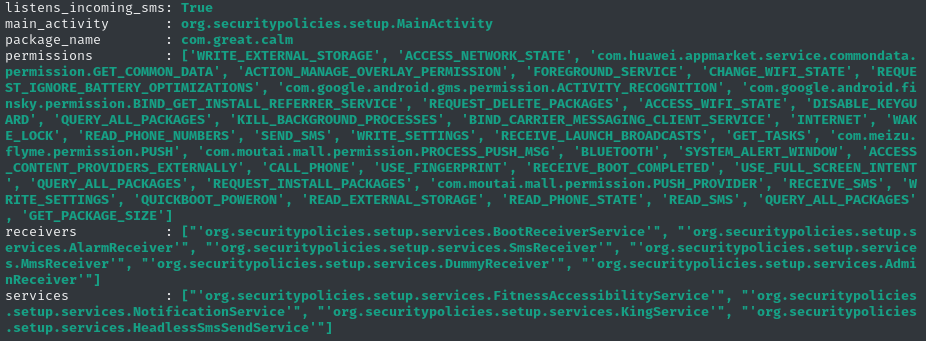 listens_incoming_sms: True
main_activity : org.securitypolicies.setup.MainActivity
package_name : com.great.calm
permissions : ['WRITE_EXTERNAL_STORAGE', 'ACCESS_NETWORK_STATE', 'com.huawei.appmarket.service.commondata.
permission.GET_COMMON_DATA', 'ACTION_MANAGE_OVERLAY_PERMISSION', 'FOREGROUND_SERVICE', 'CHANGE_WIFI_STATE', 'REQUE
ST_IGNORE_BATTERY_OPTIMIZATIONS', 'com.google.android.gms.permission.ACTIVITY_RECOGNITION', 'com.google.android.fi
nsky.permission.BIND_GET_INSTALL_REFERRER_SERVICE', 'REQUEST_DELETE_PACKAGES', 'ACCESS_WIFI_STATE', 'DISABLE_KEYGU
ARD', 'QUERY_ALL_PACKAGES', 'KILL_BACKGROUND_PROCESSES', 'BIND_CARRIER_MESSAGING_CLIENT_SERVICE', 'INTERNET', 'WAK
E_LOCK', 'READ_PHONE_NUMBERS', 'SEND_SMS', 'WRITE_SETTINGS', 'RECEIVE_LAUNCH_BROADCASTS', 'GET_TASKS', 'com.meizu.
flyme.permission.PUSH', 'com.moutai.mall.permission.PROCESS_PUSH_MSG', 'BLUETOOTH', 'SYSTEM_ALERT_WINDOW', 'ACCESS
_CONTENT_PROVIDERS_EXTERNALLY', 'CALL_PHONE', 'USE_FINGERPRINT', 'RECEIVE_BOOT_COMPLETED', 'USE_FULL_SCREEN_INTENT
', 'QUERY_ALL_PACKAGES', 'REQUEST_INSTALL_PACKAGES', 'com.moutai.mall.permission.PUSH_PROVIDER', 'RECEIVE_SMS', 'W
RITE_SETTINGS', 'QUICKBOOT_POWERON', 'READ_EXTERNAL_STORAGE', 'READ_PHONE_STATE', 'READ_SMS', 'QUERY_ALL_PACKAGES'
, 'GET_PACKAGE_SIZE']
receivers : ["'org.securitypolicies.setup.services.BootReceiverService'", "'org.securitypolicies.setup.s
ervices.AlarmReceiver'", "'org.securitypolicies.setup.services.SmsReceiver'", "'org.securitypolicies.setup.service
s.MmsReceiver'", "'org.securitypolicies.setup.services.DummyReceiver'", "'org.securitypolicies.setup.services.Admi
nReceiver'"]
services : ["'org.securitypolicies.setup.services.FitnessAccessibilityService'", "'org.securitypolicies
.setup.services.NotificationService'", "'org.securitypolicies.setup.services.KingService'", "'org.securitypolicies
.setup.services.HeadlessSmsSendService'"]